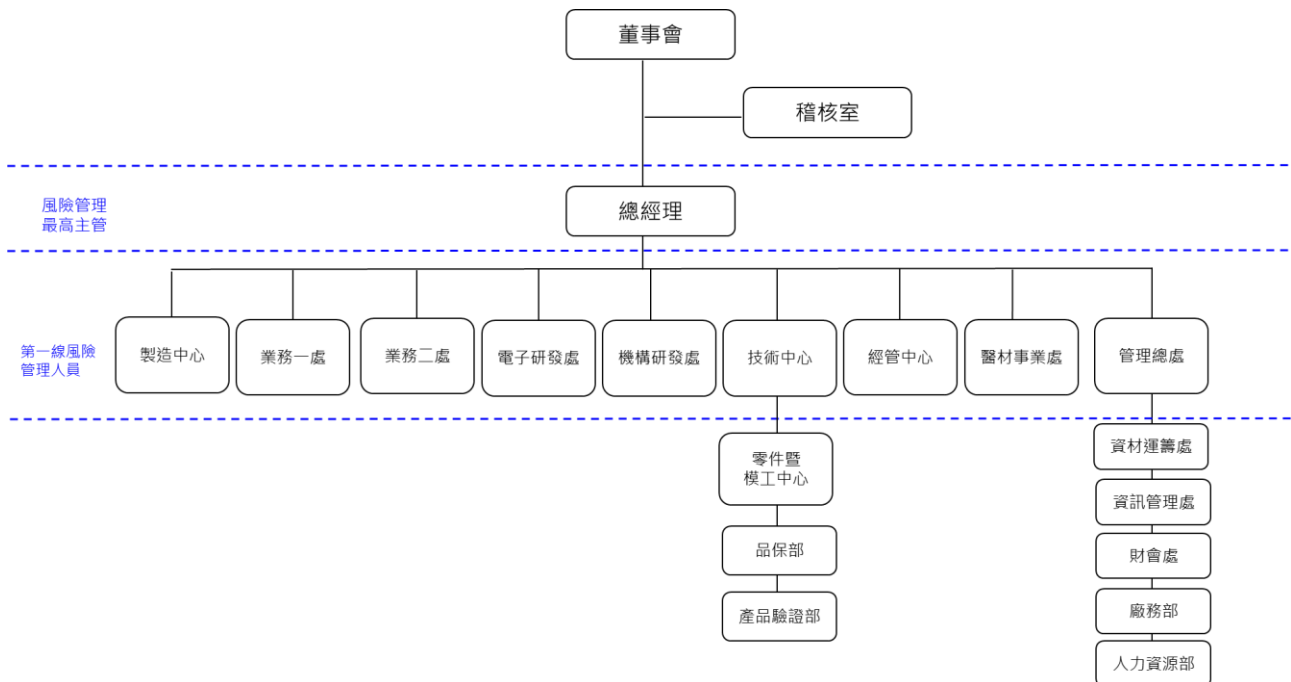 董事會
稽核室
風險管理
最高主管
總經理
第一線風險
管理人員
製造中心
業務一處
業務二處
電子研發處
機構研發處
技術中心
經管中心
醫材事業處
管理總處
零件暨
模工中心
品保部
產品驗證部
資材運籌處
資訊管理處
財會處
廠務部
人力資源部